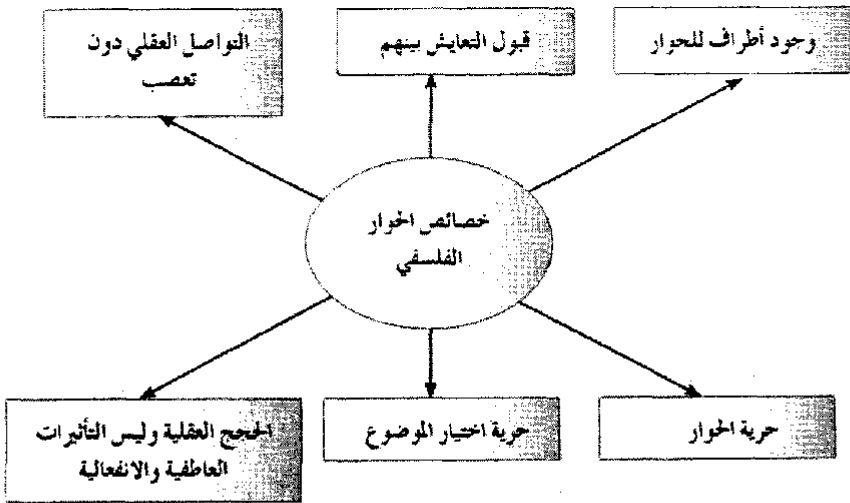 وجود أطراف للحوار
قبول التعايش بينهم
التواصل العقلي دون
تعصب
خصائص الحوار
الفلسفي
حرية الحوار
حرية اختيار الموضوع
الحجج العقلية وليس التأثيرات
العاطفية والانفعالية